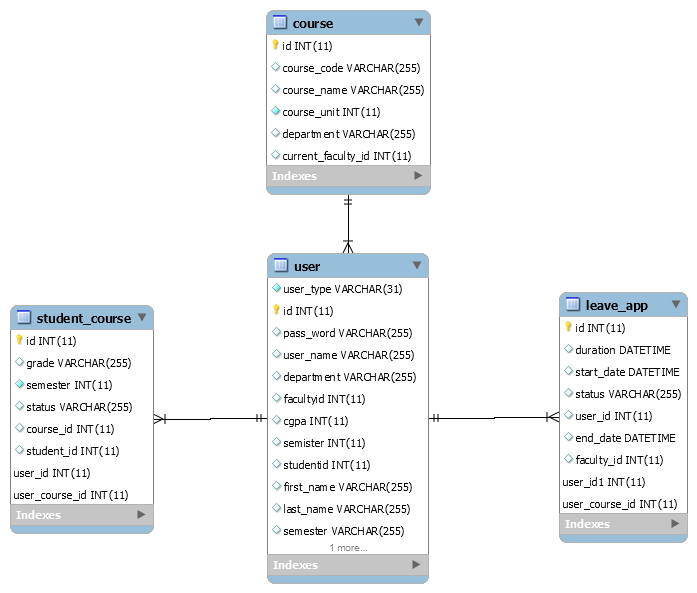 course
id INT(11)
course_code VARCHAR(255)
course_name VARCHAR(255)
course_unit INT(11)
department VARCHAR(255)
current_faculty_id INT(11)
Indexes
user
user_type VARCHAR(31)
id INT(11)
pass_word VARCHAR(255)
user_name VARCHAR(255)
department VARCHAR(255)
facultyid INT(11)
cgpa INT(11)
semister INT(11)
studentid INT(11)
first_name VARCHAR(255)
last_name VARCHAR(255)
semester VARCHAR(255)
1 more...
Indexes
student_course
id INT(11)
grade VARCHAR(255)
semester INT(11)
status VARCHAR(255)
course_id INT(11)
student_id INT(11)
user_id INT(11)
user_course_id INT(11)
Indexes
leave_app
id INT(11)
duration DATETIME
start_date DATETIME
status VARCHAR(255)
user_id INT(11)
end_date DATETIME
faculty_id INT(11)
user_id1 INT(11)
user_course_id INT(11)
Indexes